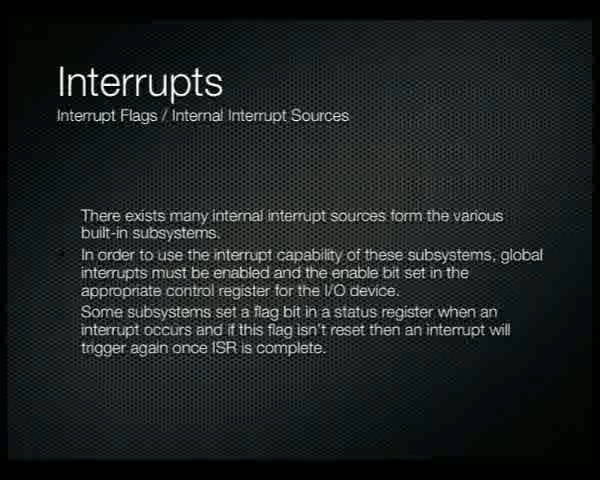 Interrupts
Interrupt Flags / Internal Interrupt Sources
There exists many internal interrupt sources form the various
built-in subsystems.
In order to use the interrupt capability of these subsystems, global
interrupts must be enabled and the enable bit set in the
appropriate control register for the I/O device.
Some subsystems set a flag bit in a status register when an
interrupt occurs and if this flag isn't reset then an interrupt will
trigger again once ISR is complete.